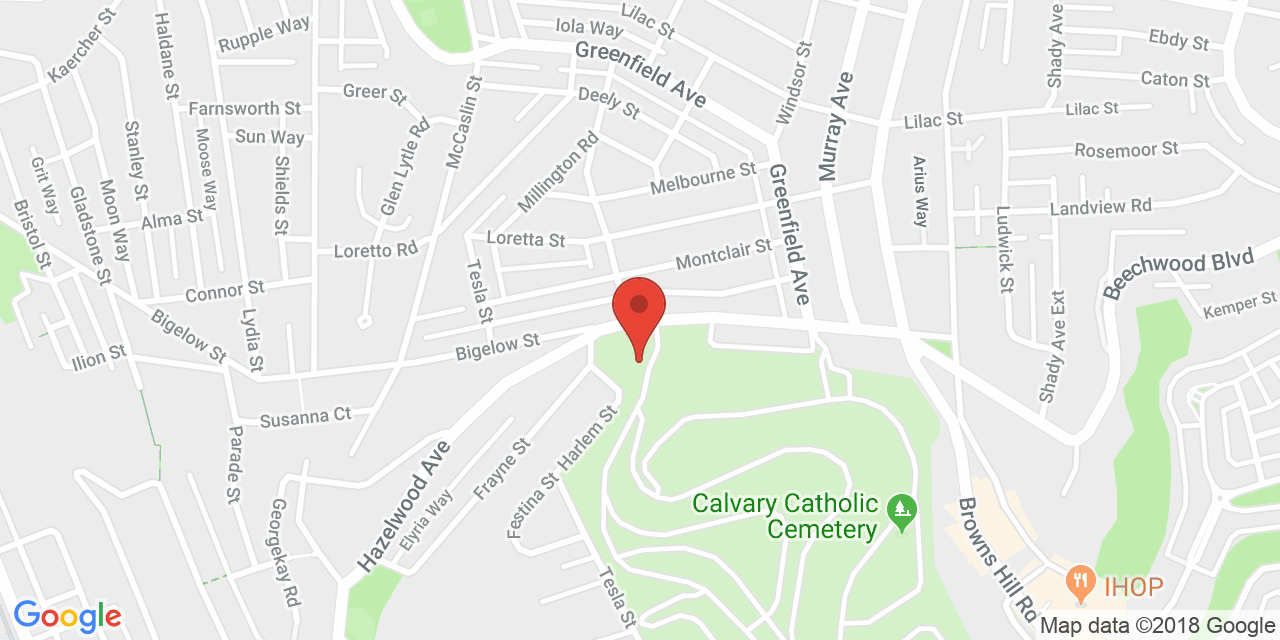 Kaercher St
Haldane St
Rupple Way
Iola Way
Lilac St
Greenfield Ave
Windsor St
Murray Ave
Shady Ave
Ebdy St
Caton St
Farnsworth St
Greer St
McCaslin St
Deely St
Lilac St
Lilac St
Sun Way
Glen Lytle Rd
Millington Rd
Rosemoor St
Grit Way
Stanley St
Moose Way
Shields St
Melbourne St
Arius Way
Bristol St
Gladstone St
Moon Way
Alma St
Loretto Rd
Loretta St
Montclair St
Greenfield Ave
Ludwick St
Landview Rd
Beechwood Blvd
Connor St
Tesla St
Kemper St
Bigelow St
Lydia St
Bigelow St
Shady Ave Ext
Ilion St
Susanna Ct
Parade St
Hazelwood Ave
Frayne St
Harlem St
Elyria Way
Festina St
Georgekay Rd
Calvary Catholic
Cemetery
Browns Hill Rd
Tesla St
IHOP
Google
Map data ©2018 Google